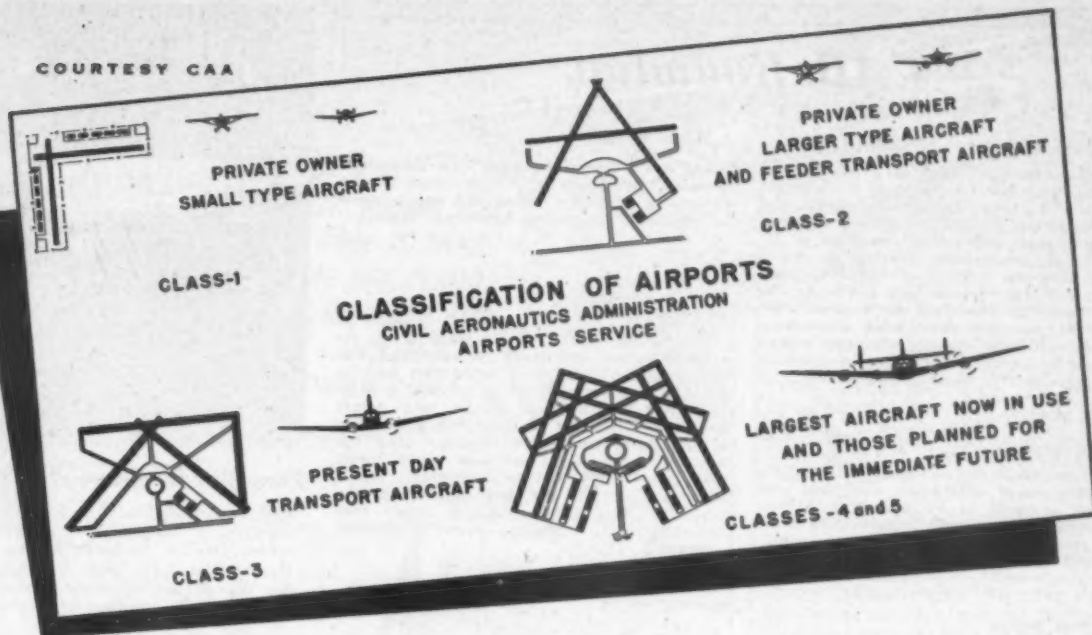 COURTESY CAA
PRIVATE OWNER
SMALL TYPE AIRCRAFT
CLASS-1
PRIVATE OWNER
LARGER TYPE AIRCRAFT
AND FEEDER TRANSPORT AIRCRAFT
CLASS-2
CLASSIFICATION OF AIRPORTS
CIVIL AERONAUTICS ADMINISTRATION
AIRPORTS SERVICE
PRESENT DAY
TRANSPORT AIRCRAFT
CLASS-3
LARGEST AIRCRAFT NOW IN USE
AND THOSE PLANNED FOR
THE IMMEDIATE FUTURE
CLASSES -4 and 5